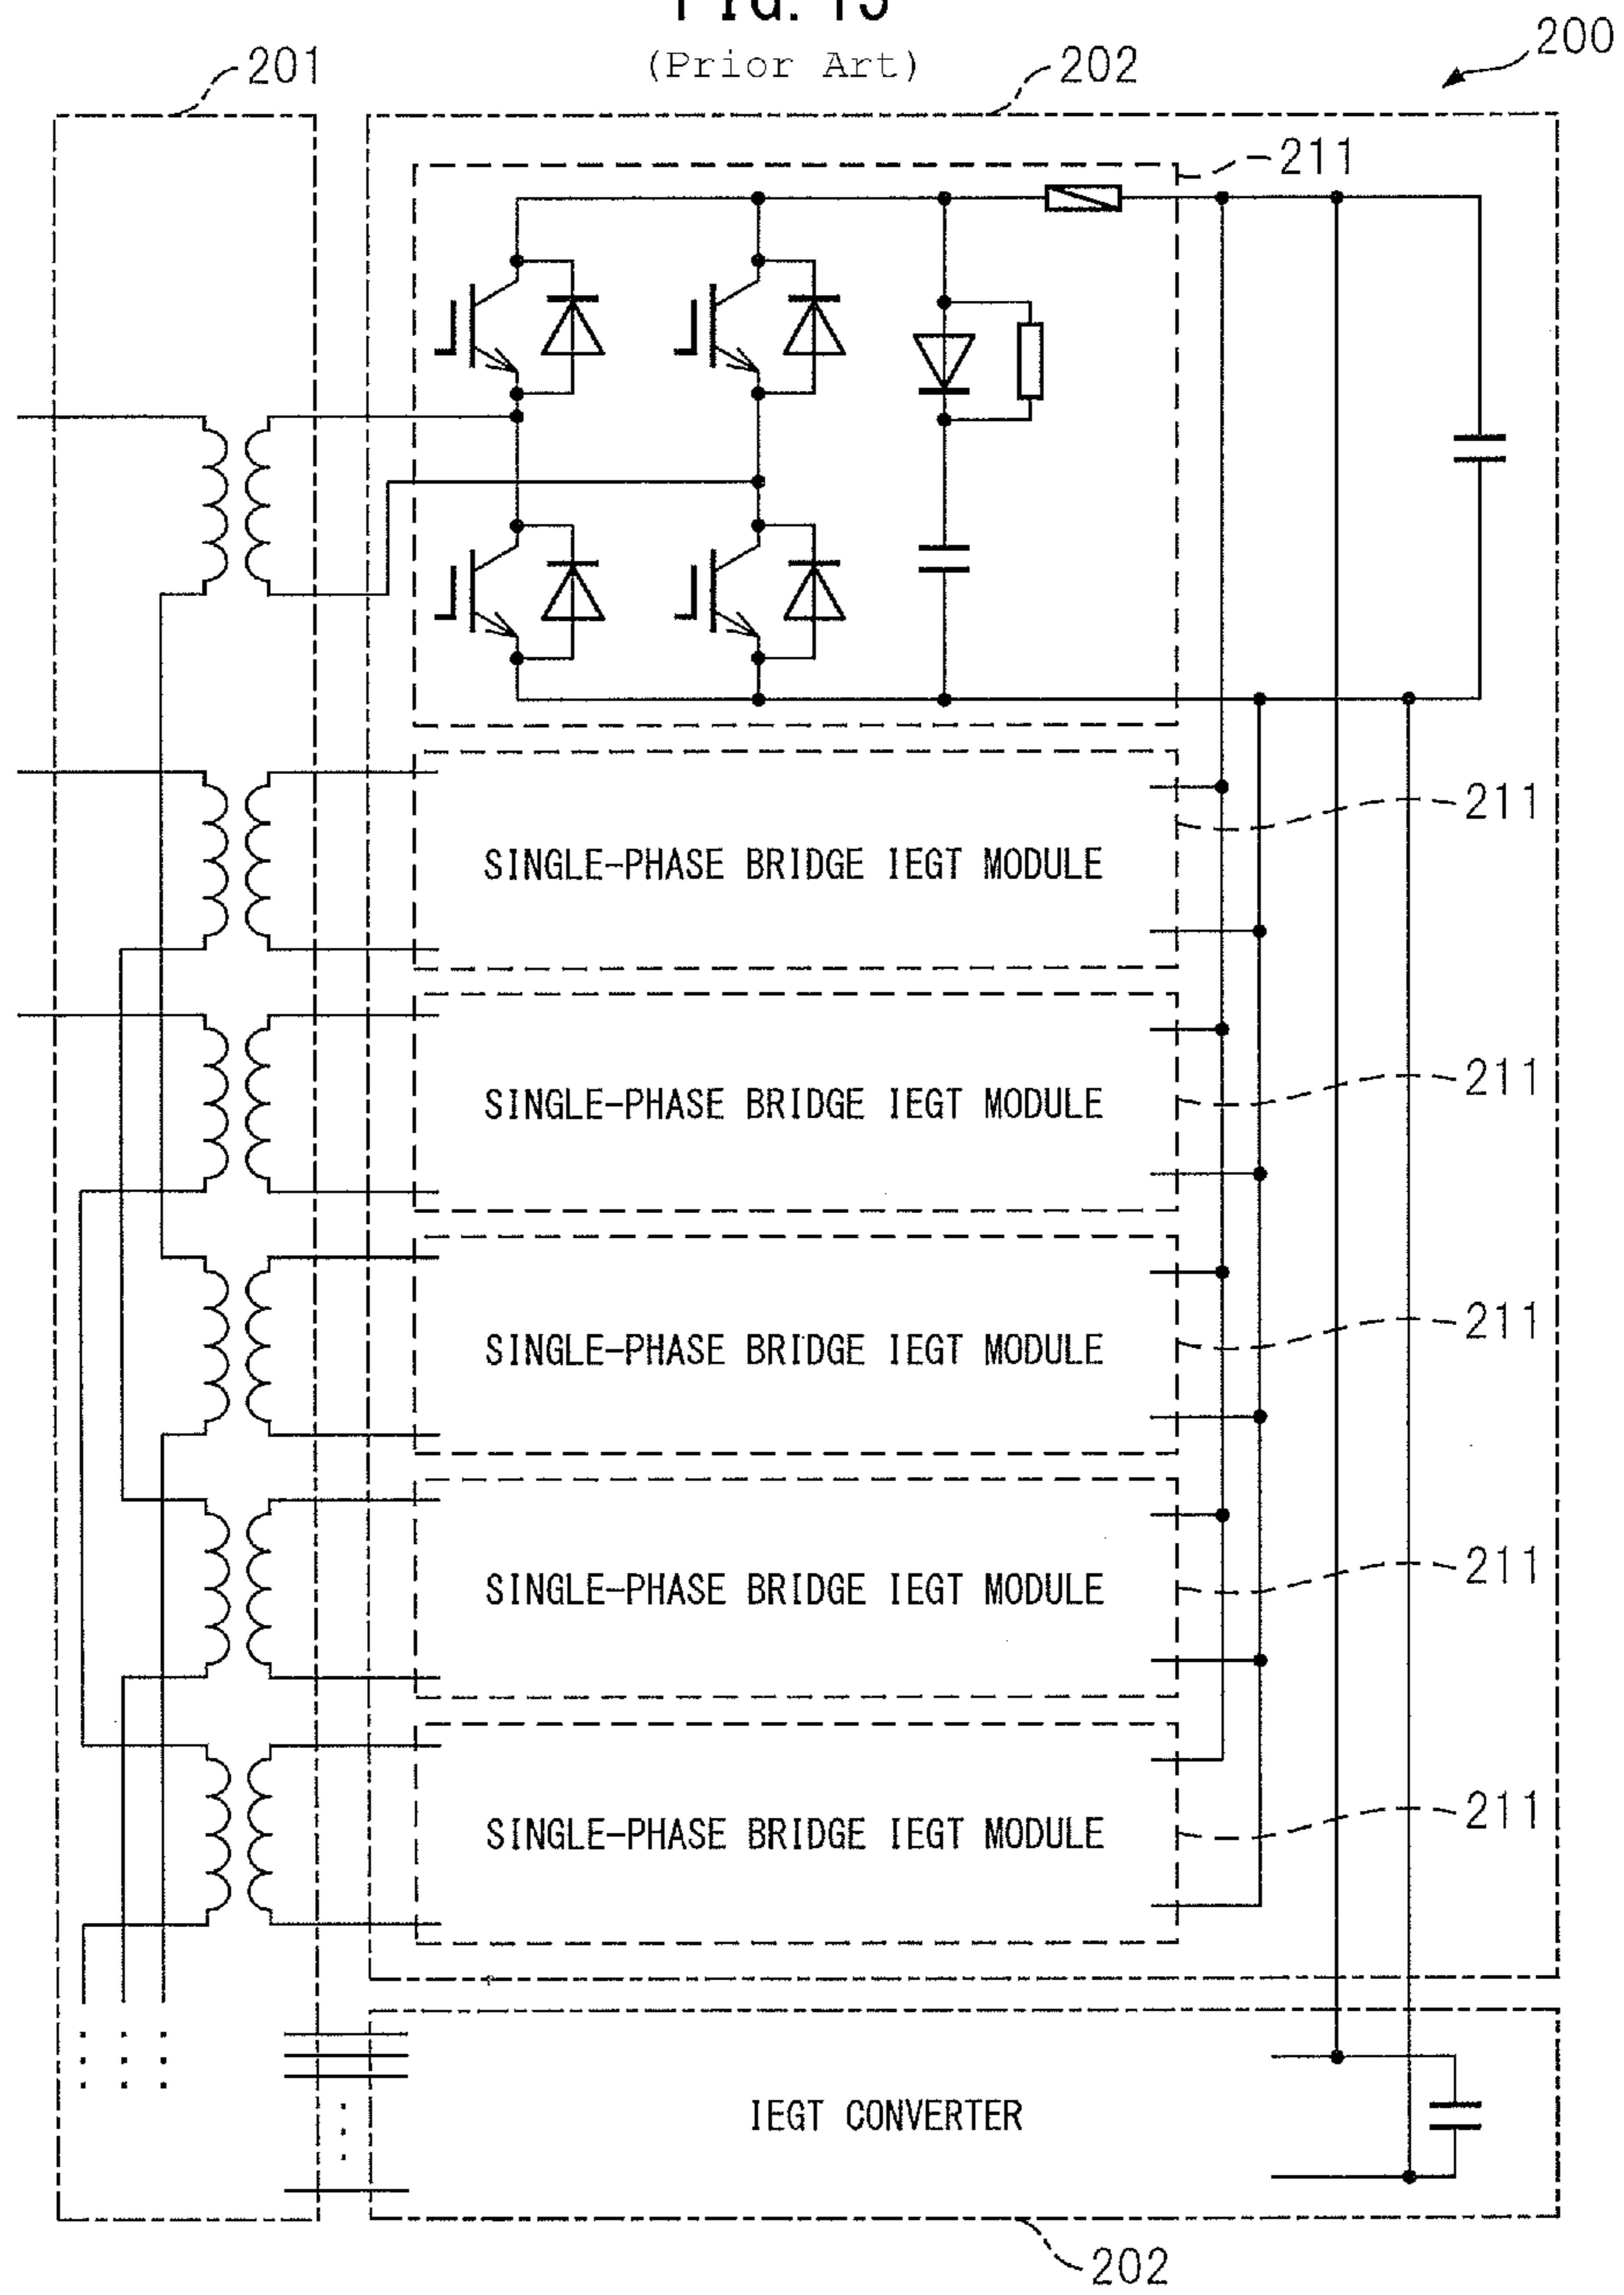 FIG. 15
(Prior Art)
200
201
202
211
SINGLE-PHASE BRIDGE IEGT MODULE
211
SINGLE-PHASE BRIDGE IEGT MODULE
211
SINGLE-PHASE BRIDGE IEGT MODULE
211
SINGLE-PHASE BRIDGE IEGT MODULE
211
SINGLE-PHASE BRIDGE IEGT MODULE
211
IEGT CONVERTER
202